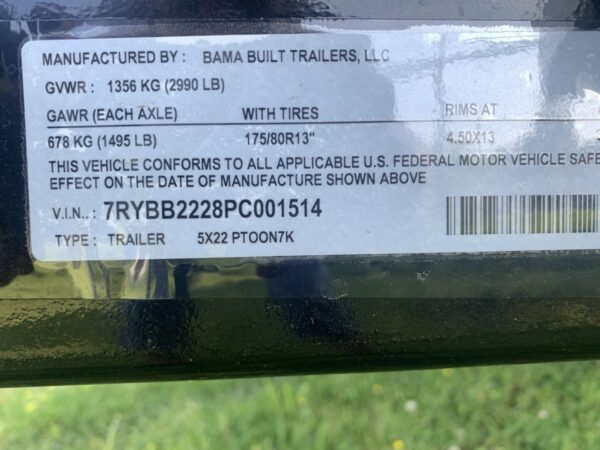 MANUFACTURED BY : BAMA BUILT TRAILERS, LLC
GVWR : 1356 KG (2990 LB)
GAWR (EACH AXLE) WITH TIRES RIMS AT
678 KG (1495 LB) 175/80R13" 4.50X13
THIS VEHICLE CONFORMS TO ALL APPLICABLE U.S. FEDERAL MOTOR VEHICLE SAFE
EFFECT ON THE DATE OF MANUFACTURE SHOWN ABOVE
V.I.N.. : 7RYBB2228PC001514
TYPE : TRAILER 5X22 PTOON7K